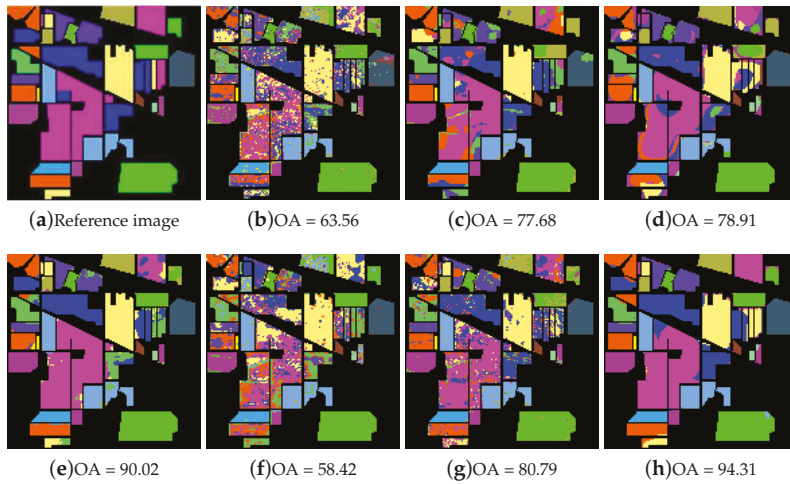 (a)Reference image
(b)OA = 63.56
(c)OA = 77.68
(d)OA = 78.91
(e)OA = 90.02
(f)OA = 58.42
(g)OA = 80.79
(h)OA = 94.31